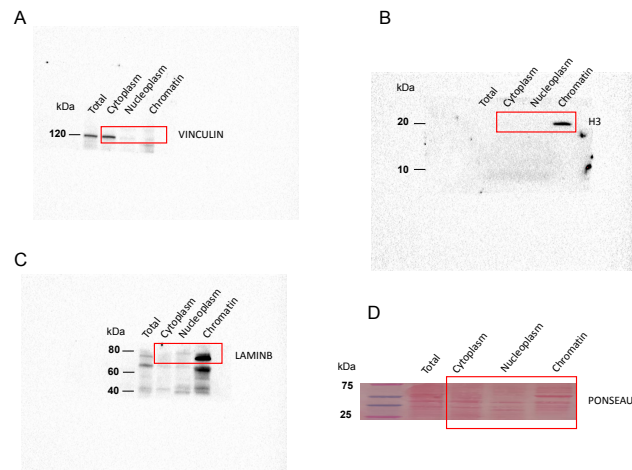 A
kDa
Total
Cytoplasm
Nucleoplasm
Chromatin
120
VINCULIN
B
kDa
Total
Cytoplasm
Nucleoplasm
Chromatin
20
H3
10
C
kDa
Total
Cytoplasm
Nucleoplasm
Chromatin
80
LAMINB
60
40
D
kDa
Total
Cytoplasm
Nucleoplasm
Chromatin
75
PONSEAU
25